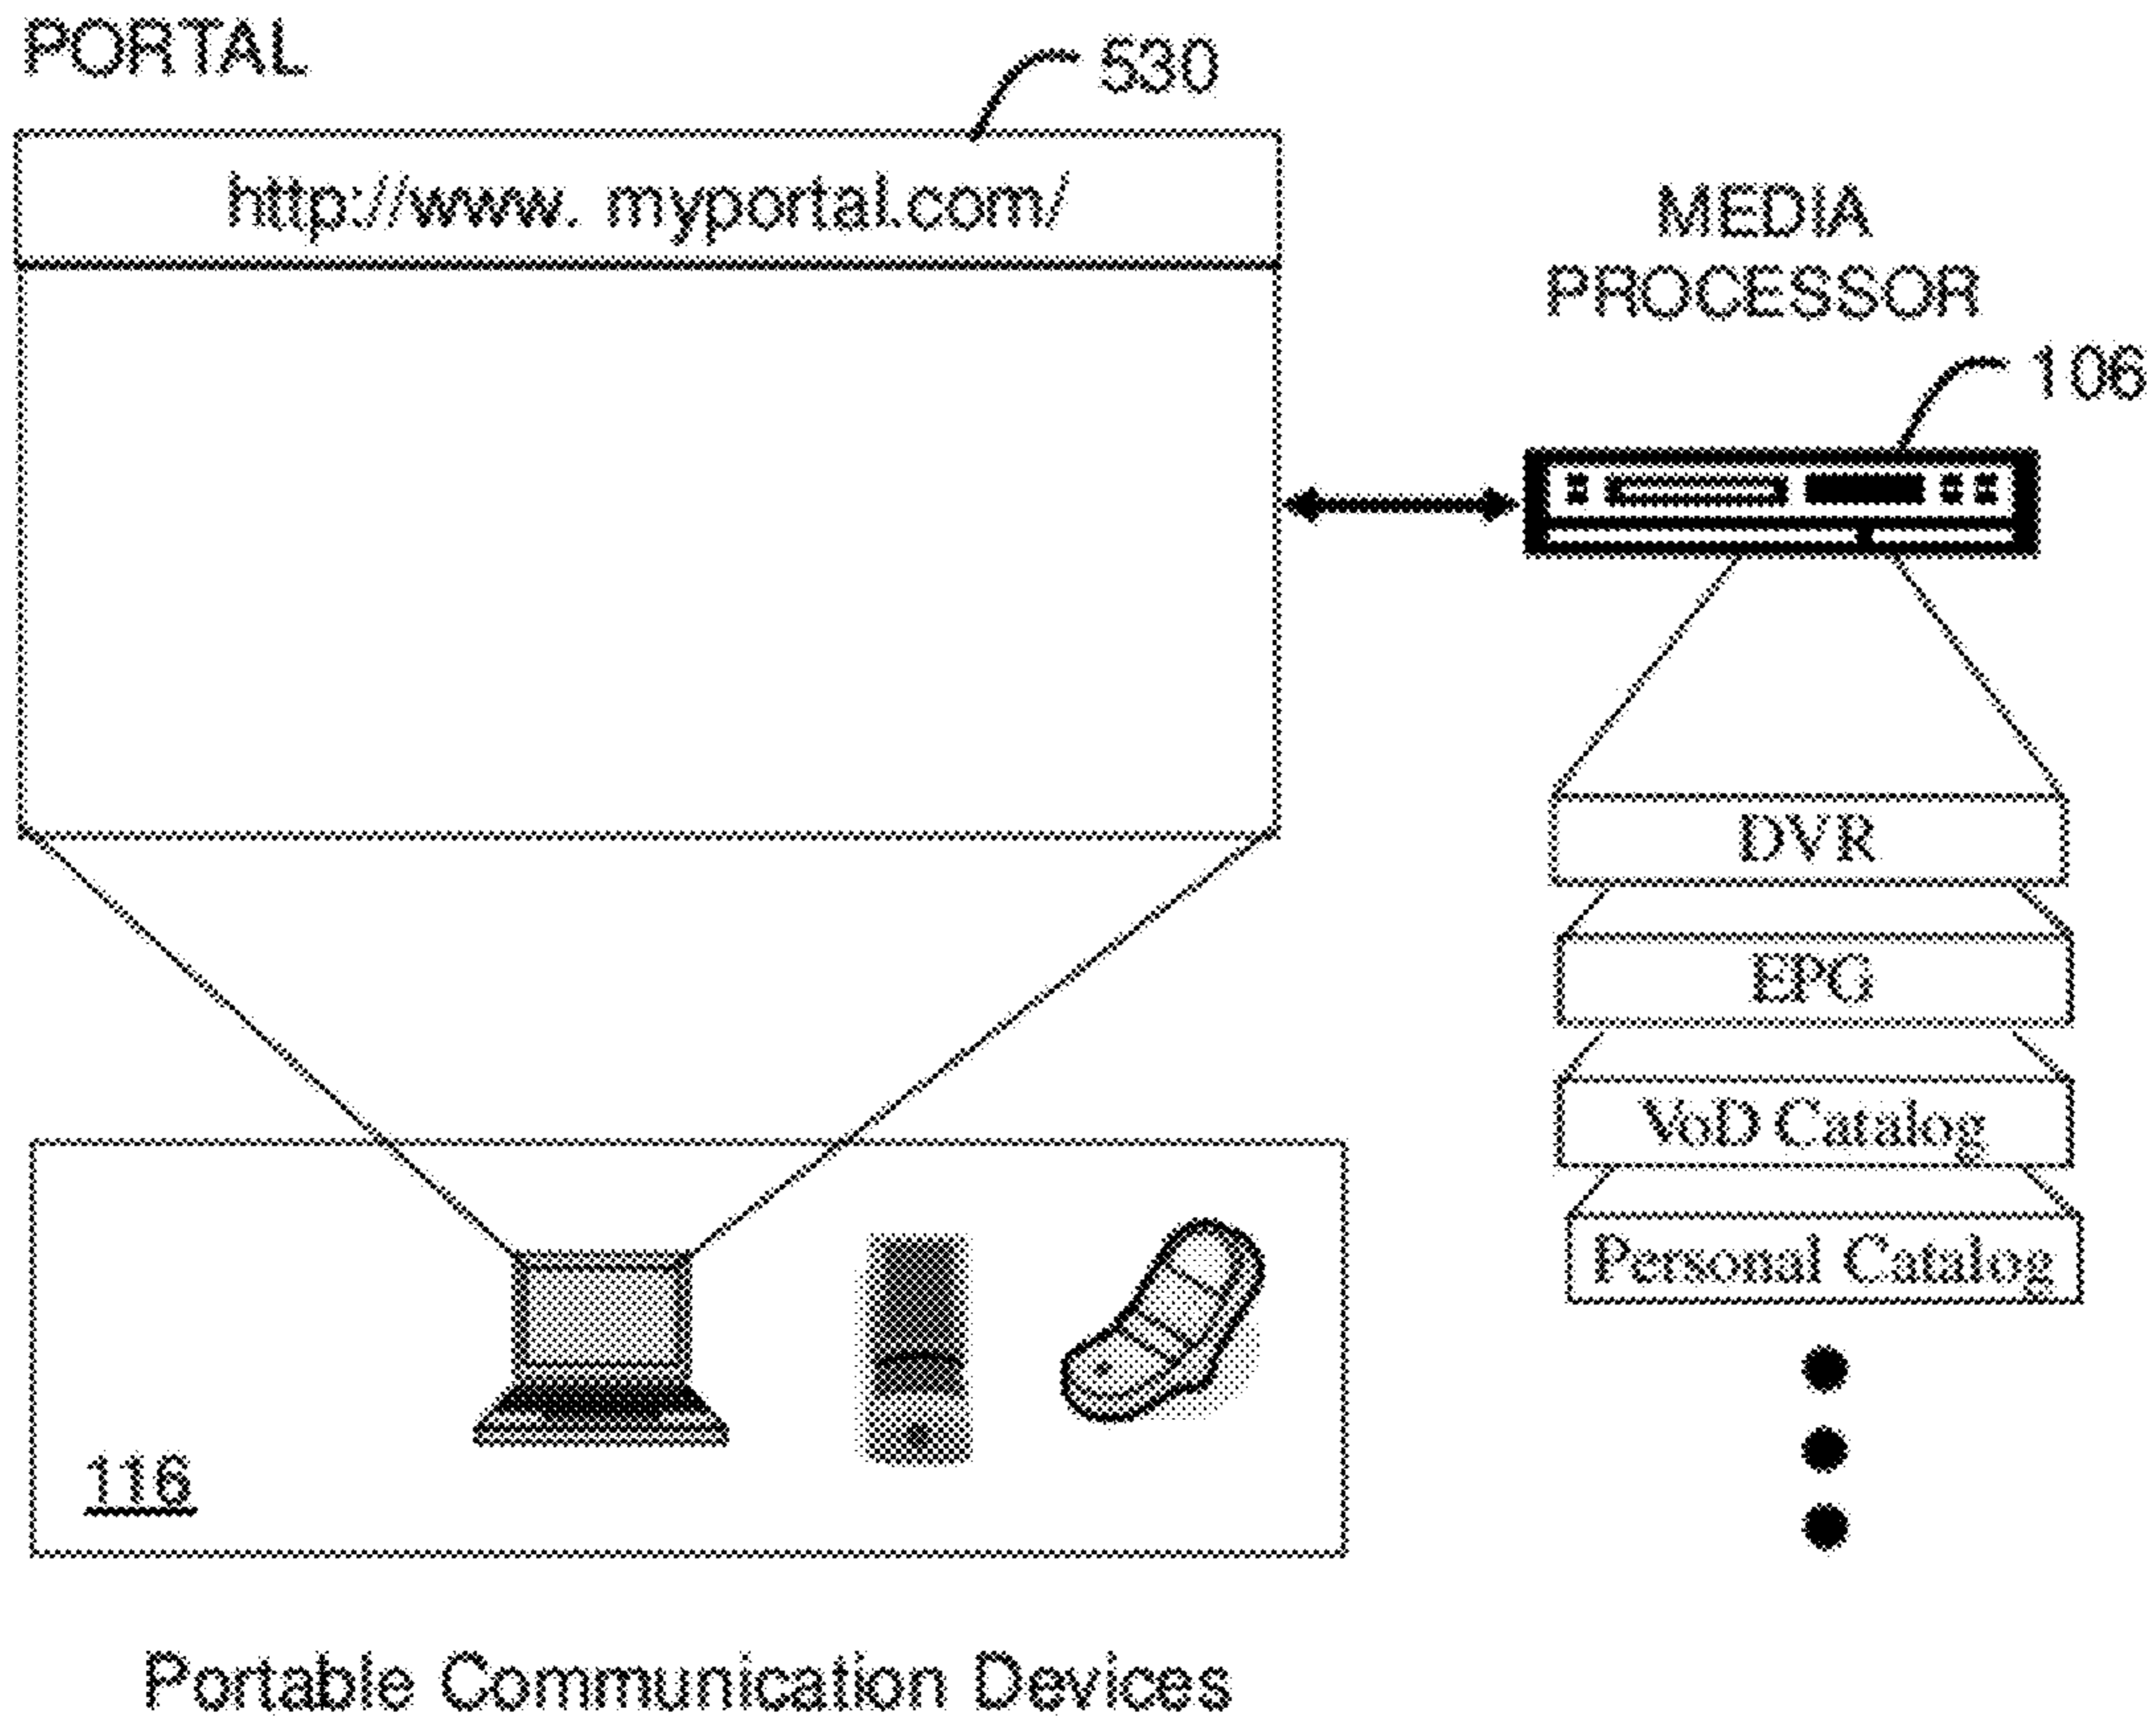 PORTAL
530
http://www. myportal.com/
MEDIA
PROCESSOR
106
DVR
EPG
VoD Catalog
Personal Catalog
116
Portable Communication Devices